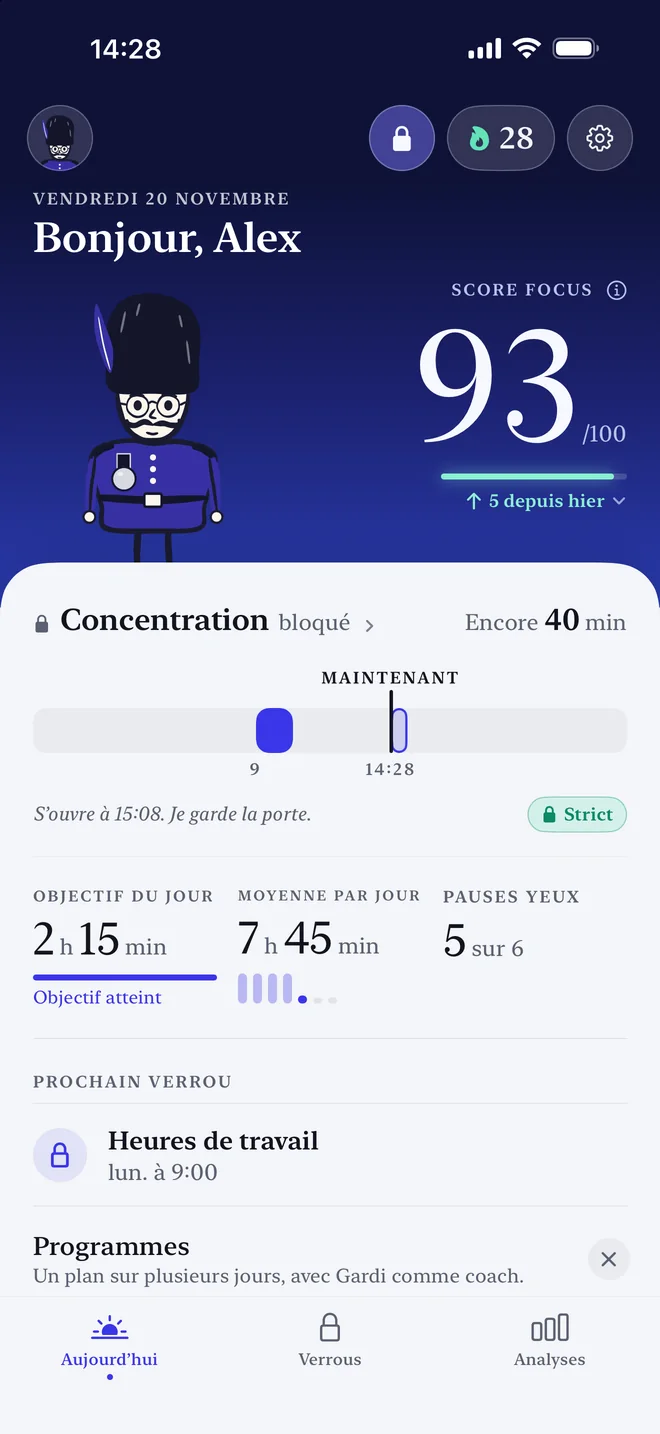 14:28
28
VENDREDI 20 NOVEMBRE
Bonjour, Alex
SCORE FOCUS
93 /100
5 depuis hier
Concentration bloqué
Encore 40 min
MAINTENANT
9
14:28
S’ouvre à 15:08. Je garde la porte.
Strict
OBJECTIF DU JOUR
2 h 15 min
Objectif atteint
MOYENNE PAR JOUR
7 h 45 min
PAUSES YEUX
5 sur 6
PROCHAIN VERROU
Heures de travail
lun. à 9:00
Programmes
Un plan sur plusieurs jours, avec Gardi comme coach.
Aujourd’hui
Verrous
Analyses